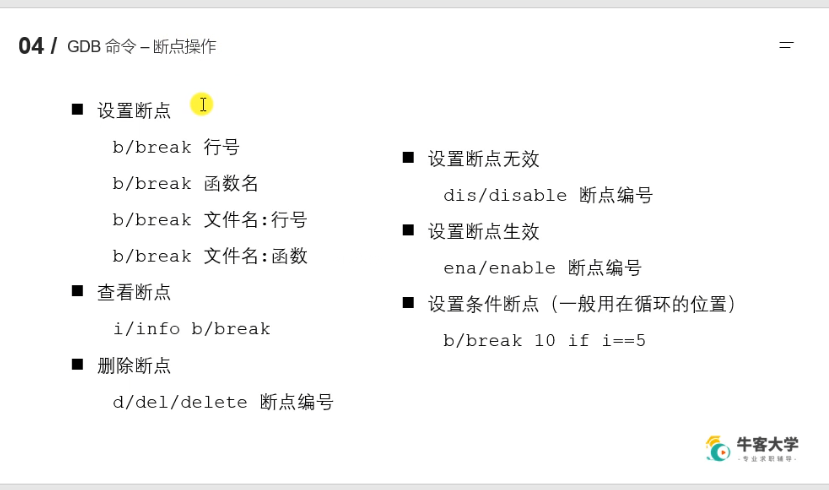 04 / GDB 命令 – 断点操作
■ 设置断点
b/break 行号
b/break 函数名
b/break 文件名:行号
b/break 文件名:函数
■ 查看断点
i/info b/break
■ 删除断点
d/del/delete 断点编号
■ 设置断点无效
dis/disable 断点编号
■ 设置断点生效
ena/enable 断点编号
■ 设置条件断点（一般用在循环的位置）
b/break 10 if i==5
牛客大学
·专业求职辅导·